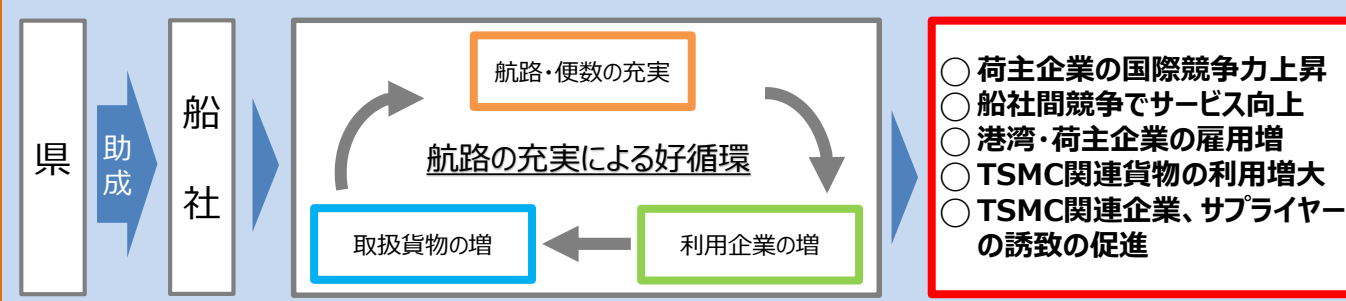 県
助成
船社
航路・便数の充実
航路の充実による好循環
取扱貨物の増
利用企業の増
○ 荷主企業の国際競争力上昇
○ 船社間競争でサービス向上
○ 港湾・荷主企業の雇用増
○ TSMC関連貨物の利用増大
○ TSMC関連企業、サプライヤー
の誘致の促進